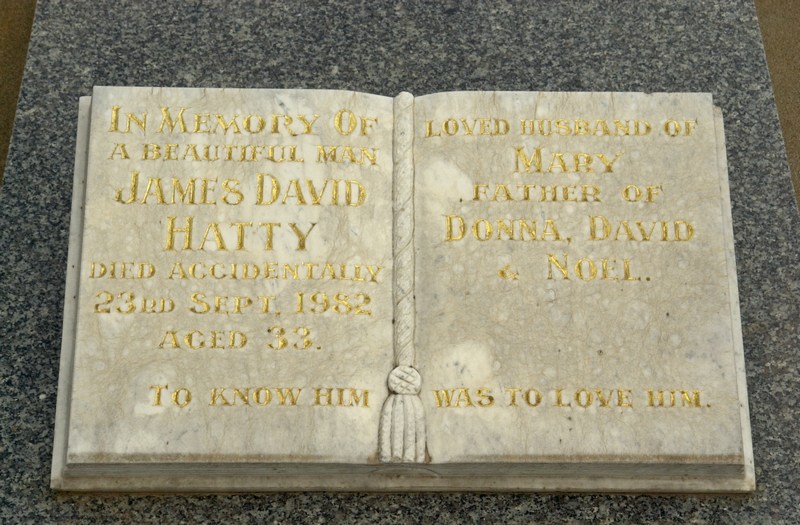 In Memory Of
a beautiful man
James David
Hatty
died accidentally
23rd Sept. 1982
aged 33.
To know him
loved husband of
Mary
father of
Donna, David
& Noel.
was to love him.